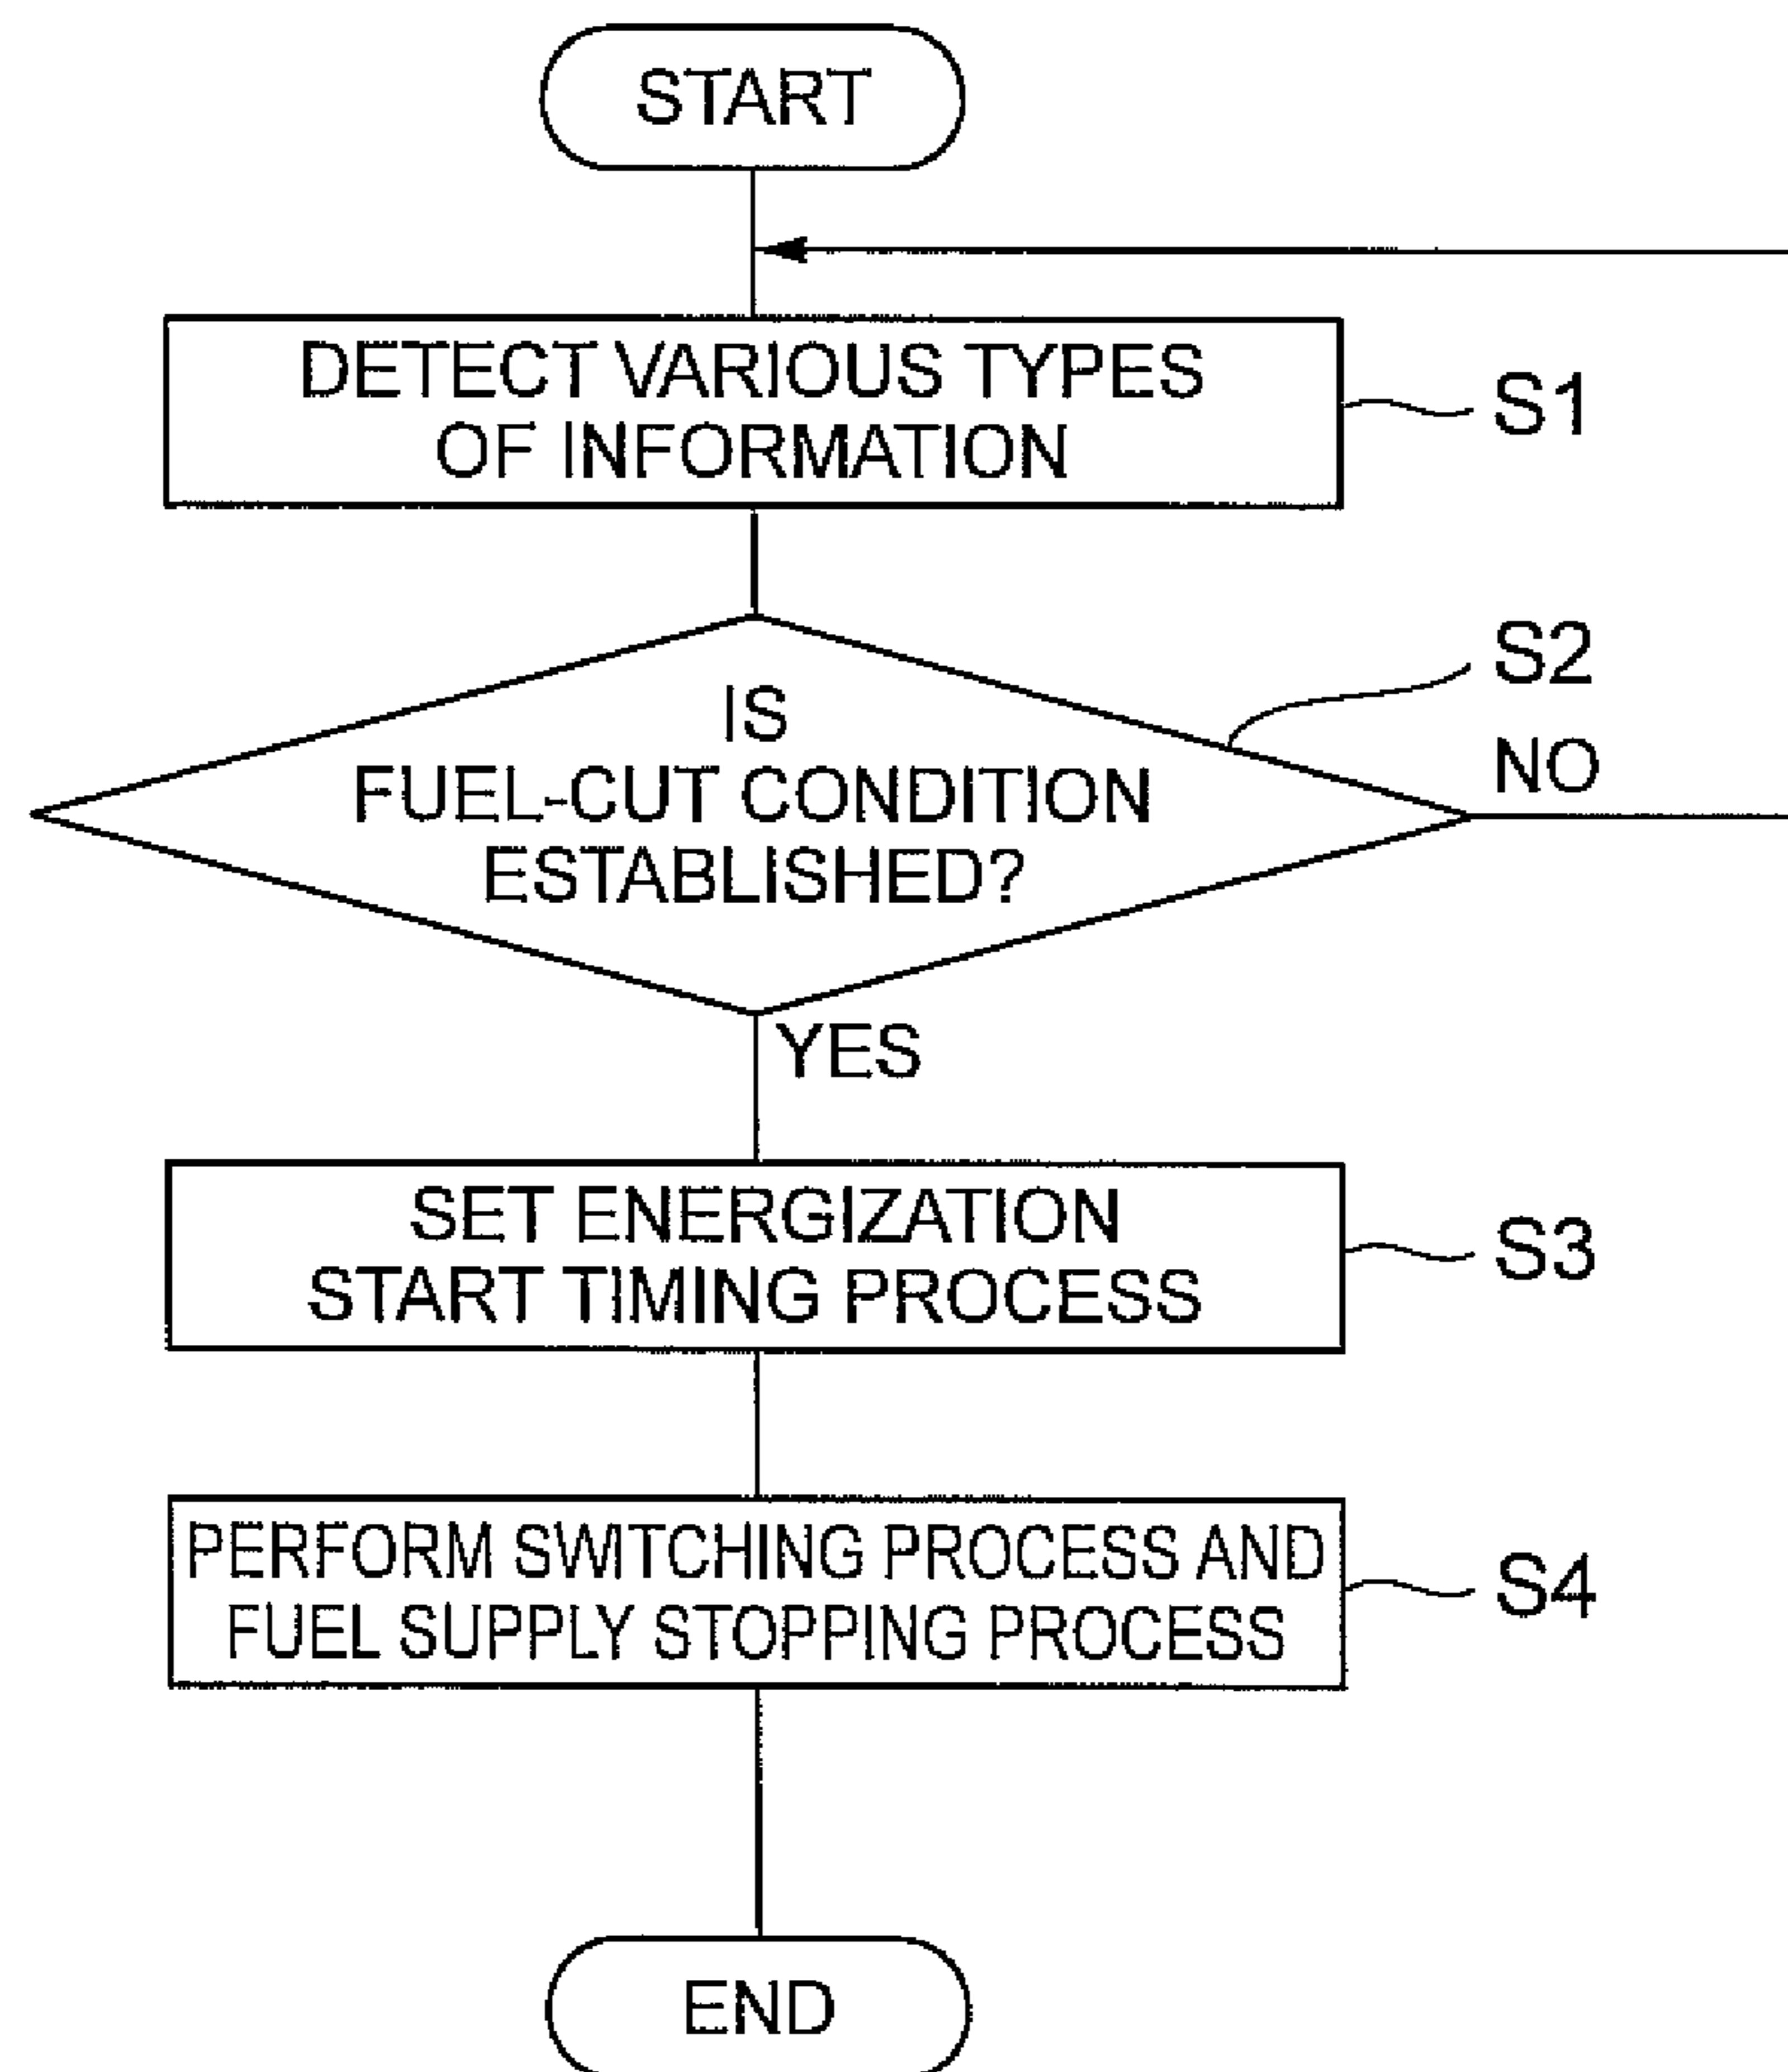 START
DETECT VARIOUS TYPES
OF INFORMATION
S1
S2
IS
FUEL-CUT CONDITION
ESTABLISHED?
NO
YES
SET ENERGIZATION
START TIMING PROCESS
S3
PERFORM SWITCHING PROCESS AND
FUEL SUPPLY STOPPING PROCESS
S4
END